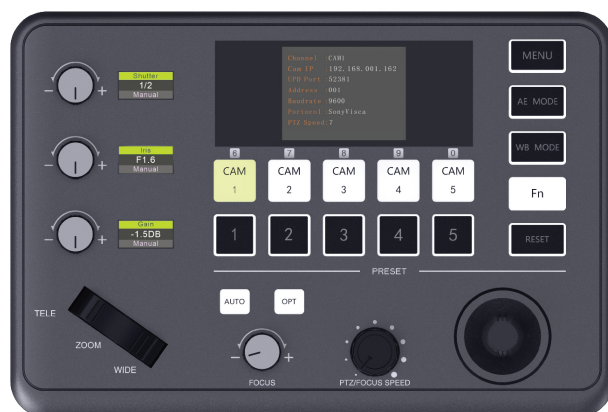 Channel CAM1
Cam IP 192.168.001.162
UPD Port 52381
Address 001
Baudrate 9600
Portocol SonyVisca
PTZ Speed:7
MENU
Shutter
1/2
Manual
AE MODE
Iris
F1.6
Manual
WB MODE
6 7 8 9 0
CAM 1
CAM 2
CAM 3
CAM 4
CAM 5
Fn
Gain
-1.5DB
Manual
1 2 3 4 5
RESET
PRESET
AUTO
OPT
TELE
ZOOM
WIDE
FOCUS
PTZ/FOCUS SPEED